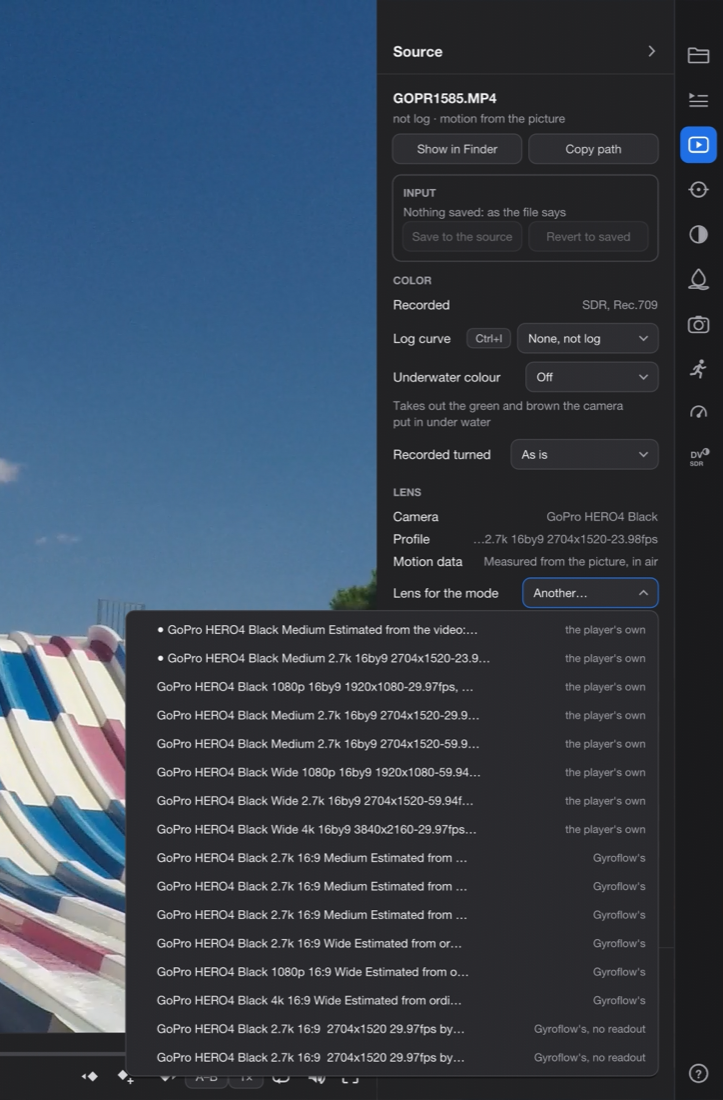 Source
GOPR1585.MP4
not log · motion from the picture
Show in Finder
Copy path
INPUT
Nothing saved: as the file says
Save to the source
Revert to saved
COLOR
Recorded
SDR, Rec.709
Log curve
Ctrl+I
None, not log
Underwater colour
Off
Takes out the green and brown the camera
put in under water
Recorded turned
As is
LENS
Camera
GoPro HERO4 Black
Profile
…2.7k 16by9 2704x1520-23.98fps
Motion data
Measured from the picture, in air
Lens for the mode
Another…
• GoPro HERO4 Black Medium Estimated from the video:… the player's own
• GoPro HERO4 Black Medium 2.7k 16by9 2704x1520-23.9… the player's own
GoPro HERO4 Black 1080p 16by9 1920x1080-29.97fps, … the player's own
GoPro HERO4 Black Medium 2.7k 16by9 2704x1520-29.9… the player's own
GoPro HERO4 Black Medium 2.7k 16by9 2704x1520-59.9… the player's own
GoPro HERO4 Black Wide 1080p 16by9 1920x1080-59.94… the player's own
GoPro HERO4 Black Wide 2.7k 16by9 2704x1520-59.94f… the player's own
GoPro HERO4 Black Wide 4k 16by9 3840x2160-29.97fps… the player's own
GoPro HERO4 Black 2.7k 16:9 Medium Estimated from … Gyroflow's
GoPro HERO4 Black 2.7k 16:9 Medium Estimated from … Gyroflow's
GoPro HERO4 Black 2.7k 16:9 Medium Estimated from … Gyroflow's
GoPro HERO4 Black 2.7k 16:9 Wide Estimated from or… Gyroflow's
GoPro HERO4 Black 1080p 16:9 Wide Estimated from o… Gyroflow's
GoPro HERO4 Black 4k 16:9 Wide Estimated from ordi… Gyroflow's
GoPro HERO4 Black 2.7k 16:9  2704x1520 29.97fps by… Gyroflow's, no readout
GoPro HERO4 Black 2.7k 16:9  2704x1520 29.97fps by… Gyroflow's, no readout
DV
SDR
A–B
1x